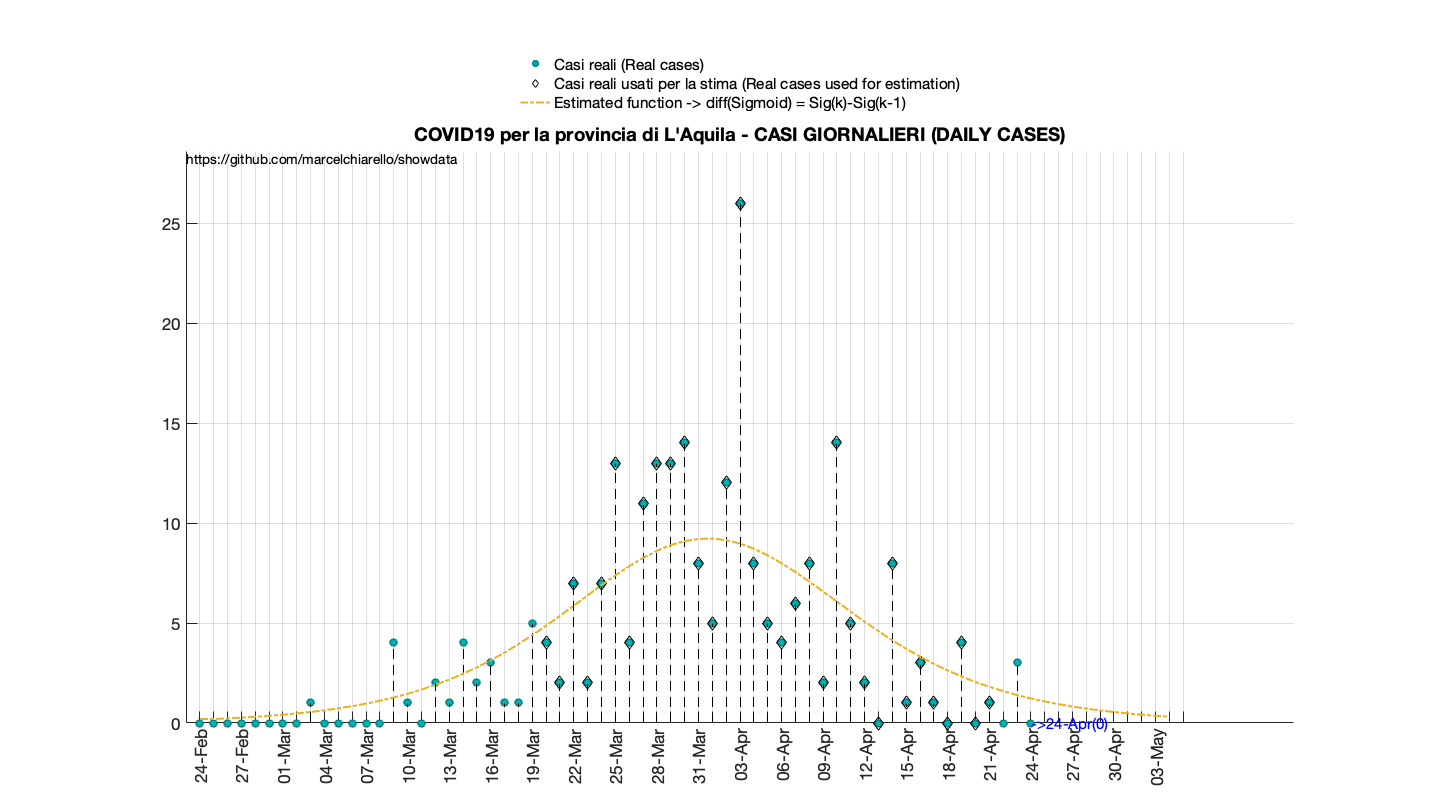 Casi reali (Real cases)
Casi reali usati per la stima (Real cases used for estimation)
Estimated function -> diff(Sigmoid) = Sig(k)-Sig(k-1)
COVID19 per la provincia di L'Aquila - CASI GIORNALIERI (DAILY CASES)
https://github.com/marcelchiarello/showdata
25
20
15
10
5
0
->24-Apr(0)
24-Feb
27-Feb
01-Mar
04-Mar
07-Mar
10-Mar
13-Mar
16-Mar
19-Mar
22-Mar
25-Mar
28-Mar
31-Mar
03-Apr
06-Apr
09-Apr
12-Apr
15-Apr
18-Apr
21-Apr
24-Apr
27-Apr
30-Apr
03-May